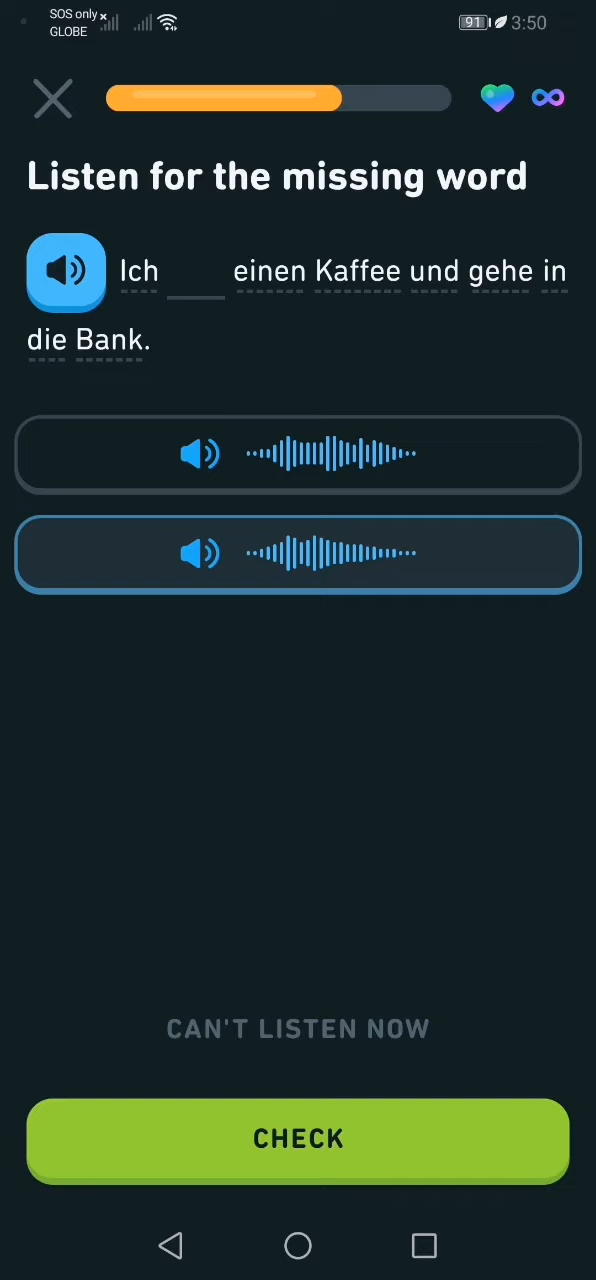 SOS only
GLOBE
91
3:50
Listen for the missing word
Ich ____ einen Kaffee und gehe in
die Bank.
CAN'T LISTEN NOW
CHECK